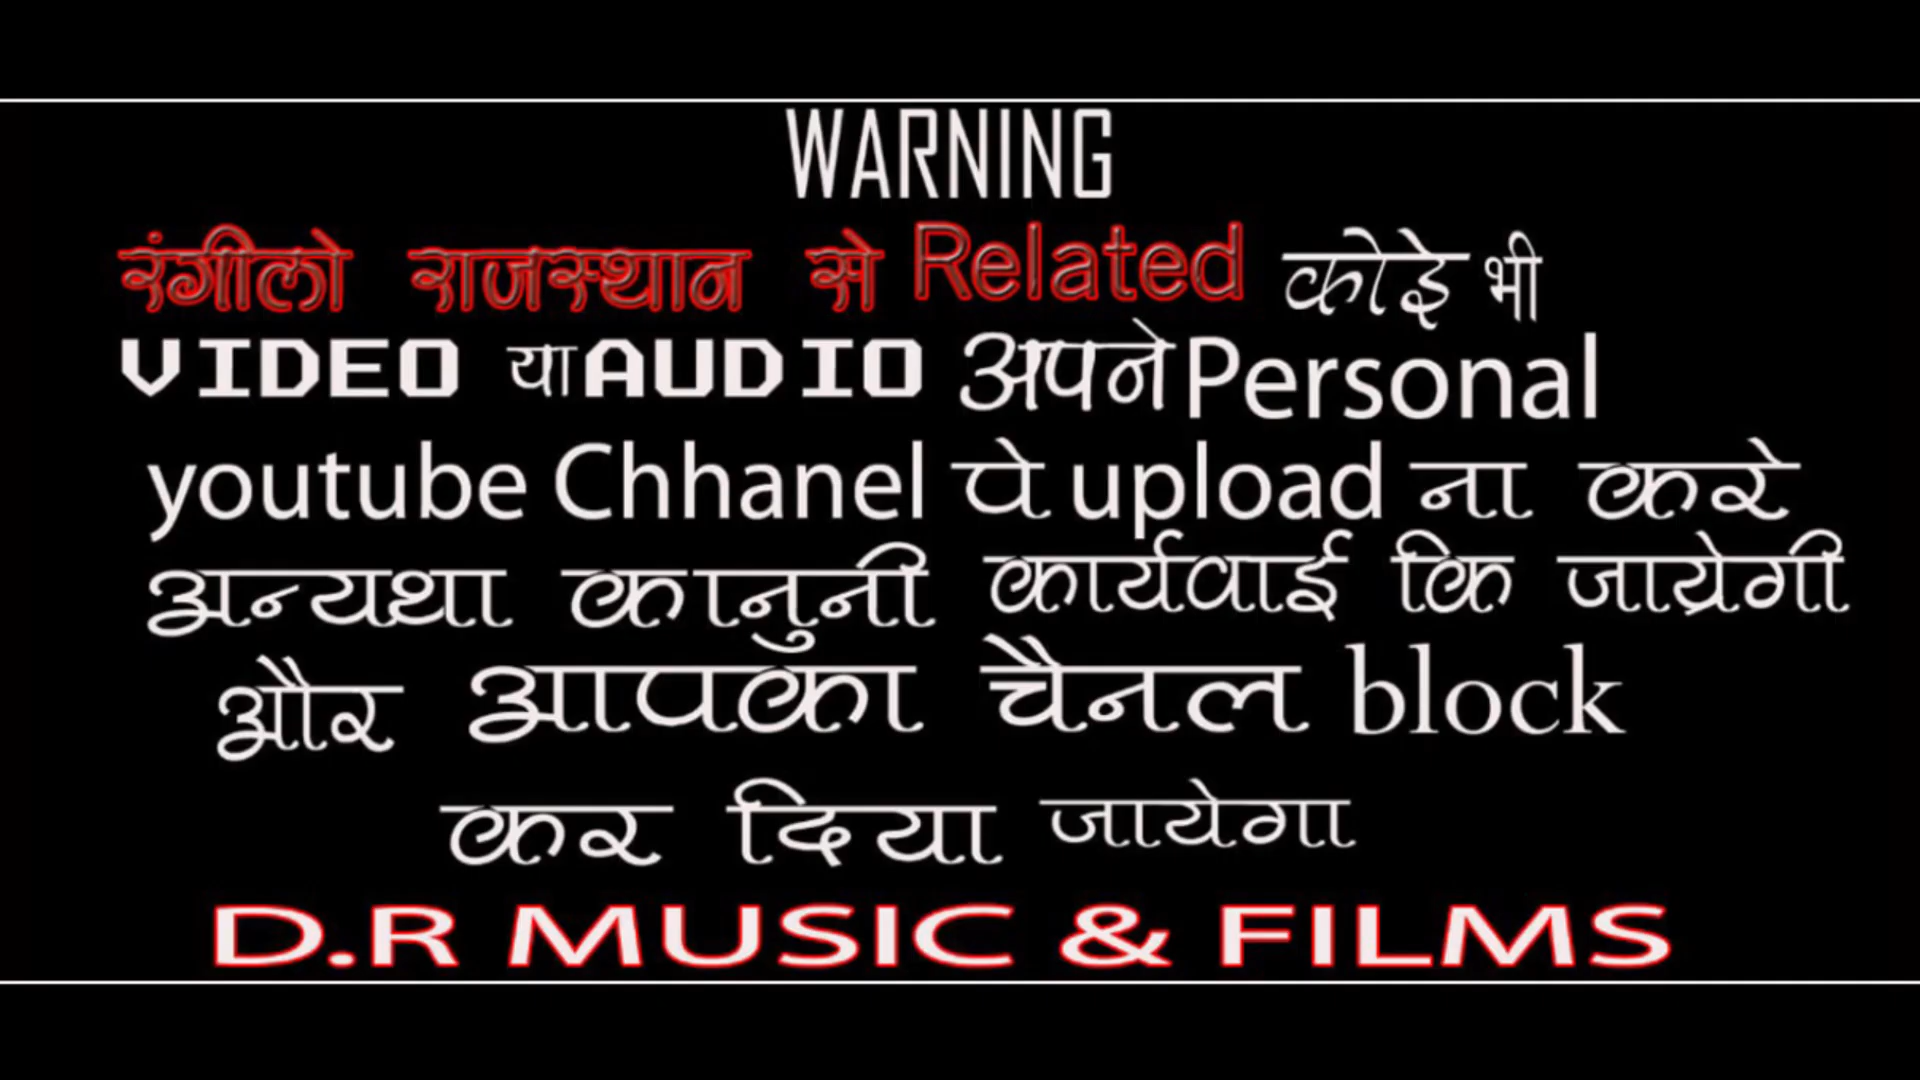 WARNING
रंगीलो राजस्थान से Related कोइे भी
VIDEO या AUDIO अपने Personal
youtube Chhanel पे upload ना करे
अन्यथा कानुनी कार्यवाई कि जाय्रेगी
और आपका चैनल block
कर दिया जायेगा
D.R MUSIC & FILMS